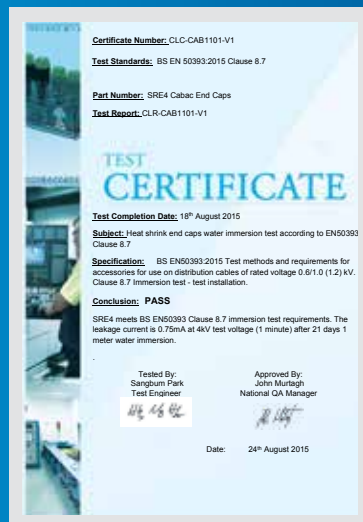 Certificate Number: CLC-CAB1101-V1
Test Standards: BS EN 50393:2015 Clause 8.7
Part Number: SRE4 Cabac End Caps
Test Report: CLR-CAB1101-V1
TEST
CERTIFICATE
Test Completion Date: 18th August 2015
Subject: Heat shrink end caps water immersion test according to EN50393
Clause 8.7
Specification: BS EN50393:2015 Test methods and requirements for
accessories for use on distribution cables of rated voltage 0.6/1.0 (1.2) kV.
Clause 8.7 Immersion test - test installation.
Conclusion: PASS
SRE4 meets BS EN50393 Clause 8.7 immersion test requirements. The
leakage current is 0.75mA at 4kV test voltage (1 minute) after 21 days 1
meter water immersion.
.
Tested By:
Sangbum Park
Test Engineer
Approved By:
John Murtagh
National QA Manager
Date: 24th August 2015